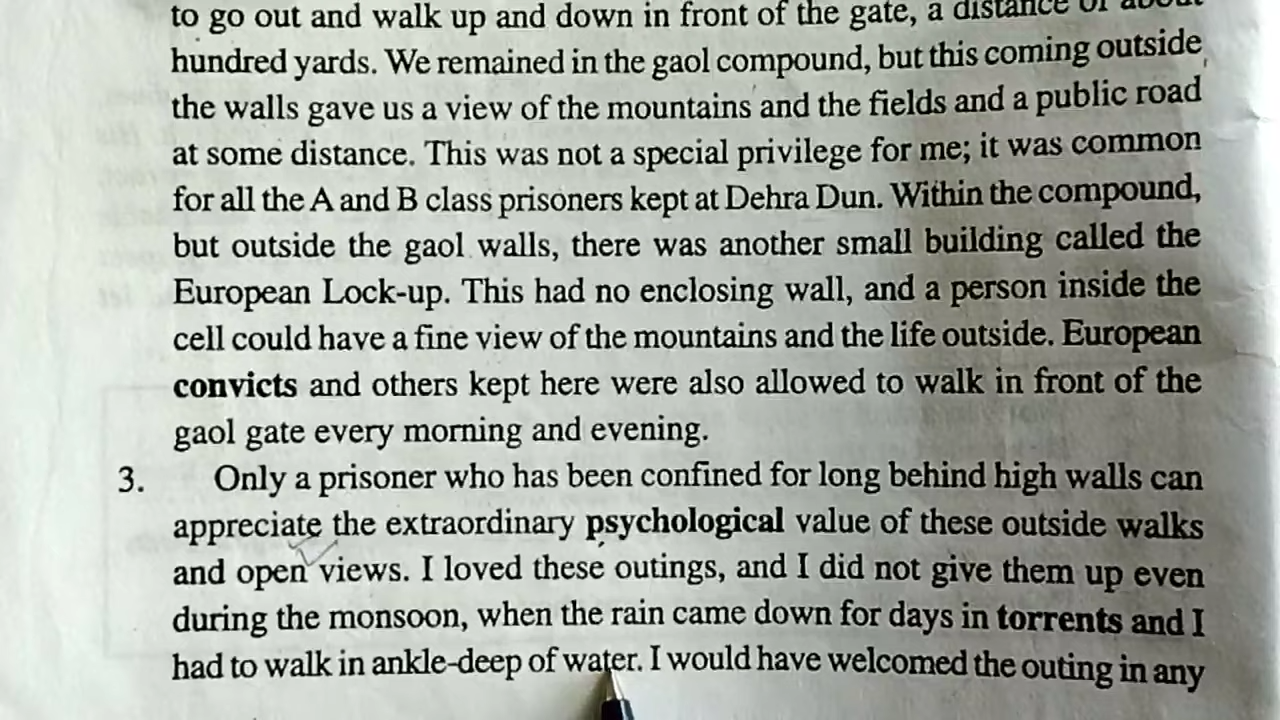 to go out and walk up and down in front of the gate, a distance of about
hundred yards. We remained in the gaol compound, but this coming outside
the walls gave us a view of the mountains and the fields and a public road
at some distance. This was not a special privilege for me; it was common
for all the A and B class prisoners kept at Dehra Dun. Within the compound,
but outside the gaol walls, there was another small building called the
European Lock-up. This had no enclosing wall, and a person inside the
cell could have a fine view of the mountains and the life outside. European
convicts and others kept here were also allowed to walk in front of the
gaol gate every morning and evening.
3. Only a prisoner who has been confined for long behind high walls can
appreciate the extraordinary psychological value of these outside walks
and open views. I loved these outings, and I did not give them up even
during the monsoon, when the rain came down for days in torrents and I
had to walk in ankle-deep of water. I would have welcomed the outing in any